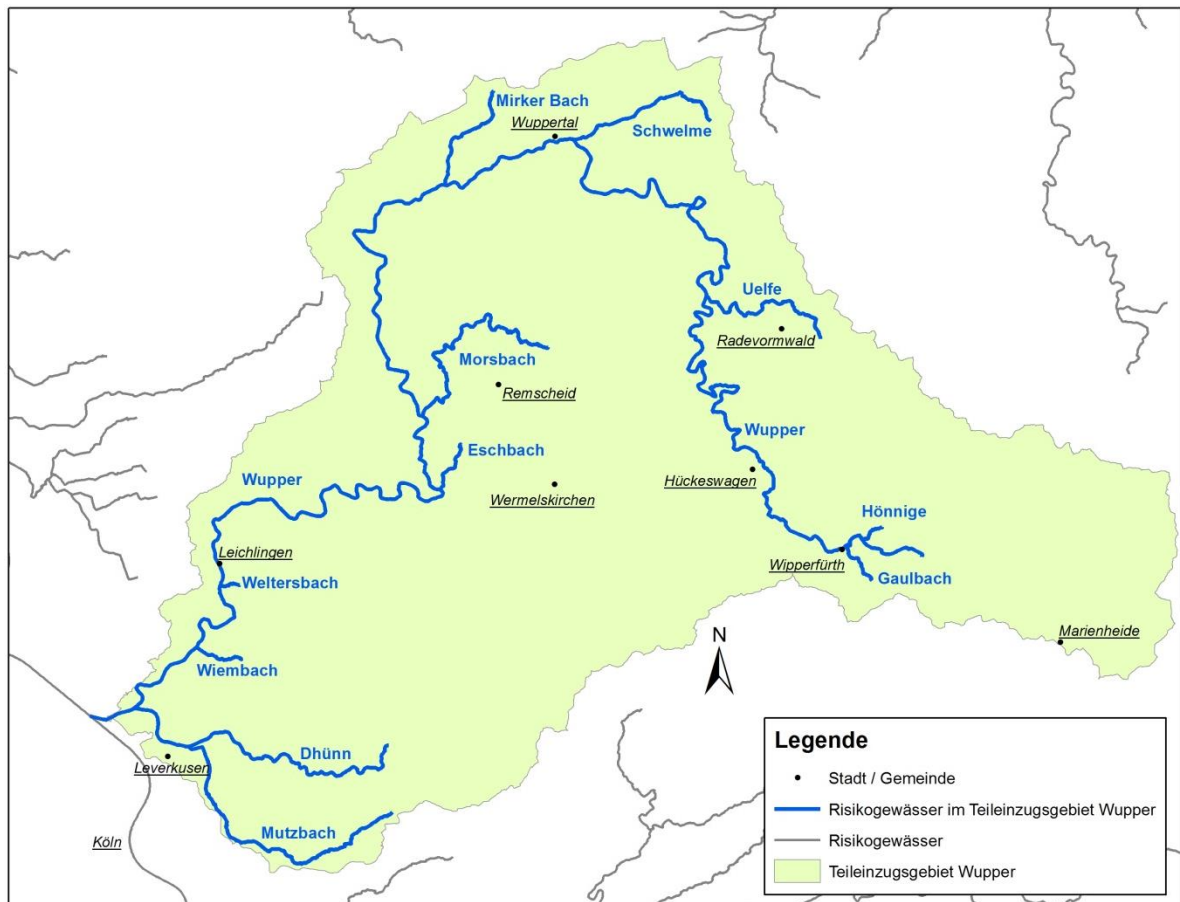 Mirker Bach
Wuppertal
Schwelme
Uelfe
Radevormwald
Morsbach
Remscheid
Wupper
Eschbach
Hückeswagen
Wupper
Wermelskirchen
Hönnige
Leichlingen
Wipperfürth
Weltersbach
Gaulbach
Marienheide
N
Wiembach
Dhünn
Leverkusen
Köln
Mutzbach
Legende
Stadt / Gemeinde
Risikogewässer im Teileinzugsgebiet Wupper
Risikogewässer
Teileinzugsgebiet Wupper